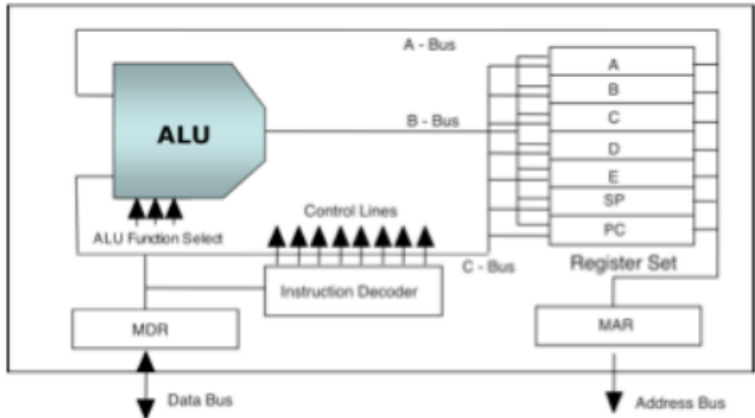 A - Bus
ALU
B - Bus
A
B
C
D
E
SP
PC
Register Set
ALU Function Select
Control Lines
C - Bus
Instruction Decoder
MDR
MAR
Data Bus
Address Bus